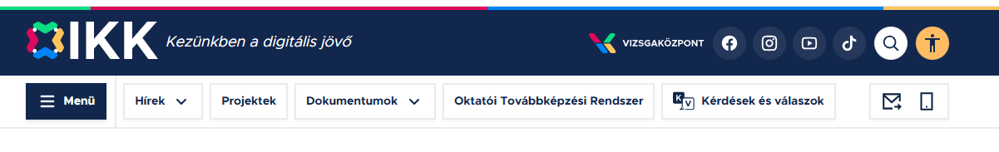 IKK
Kezünkben a digitális jövő
VIZSGAKÖZPONT
Menü
Hírek
Projektek
Dokumentumok
Oktatói Továbbképzési Rendszer
K
V
Kérdések és válaszok